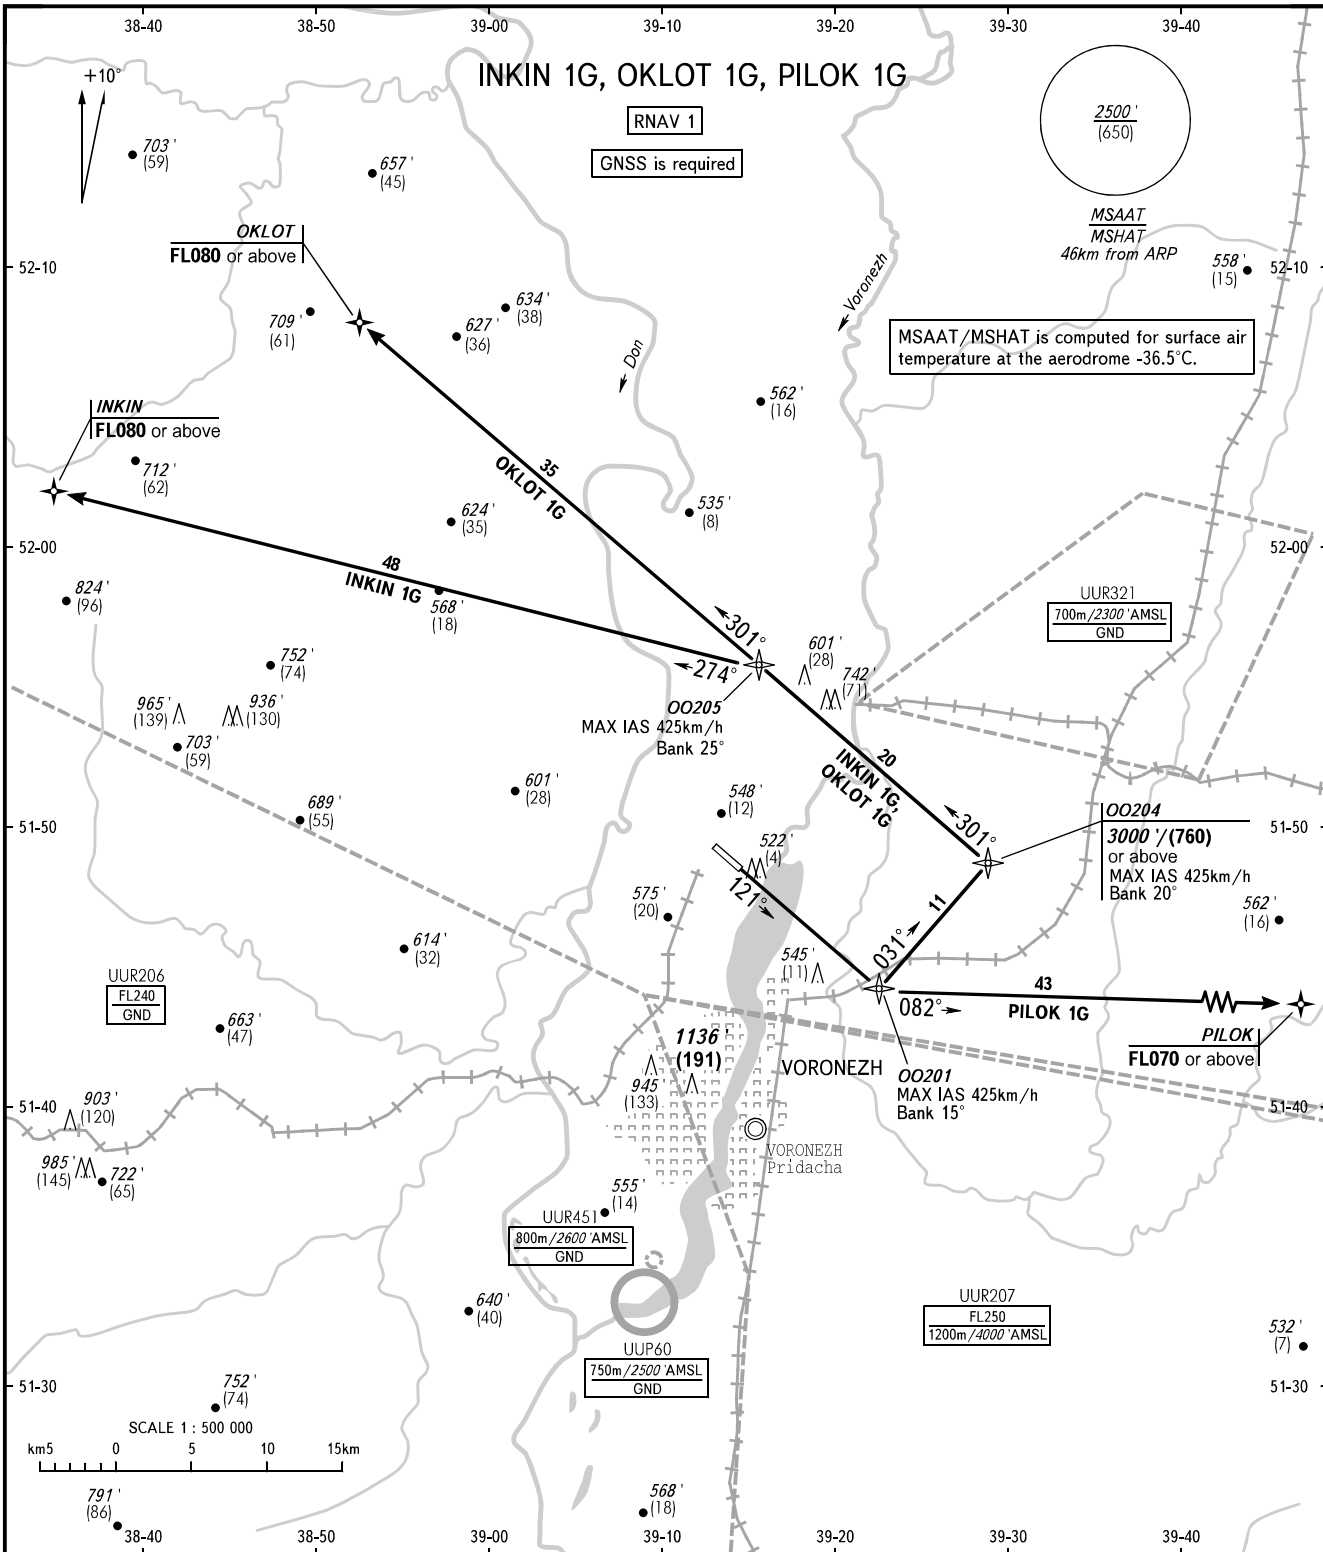 38-40
38-50
39-00
39-10
39-20
39-30
39-40
INKIN 1G, OKLOT 1G, PILOK 1G
+10°
RNAV 1
GNSS is required
2500'
(650)
MSAAT
MSHAT
46km from ARP
703'
(59)
657'
(45)
OKLOT
FL080 or above
52-10
558'
(15)
52-10
Voronezh
709'
(61)
634'
(38)
627'
(36)
Don
MSAAT/MSHAT is computed for surface air
temperature at the aerodrome -36.5°C.
INKIN
FL080 or above
562'
(16)
712'
(62)
35
OKLOT 1G
624'
(35)
535'
(8)
52-00
52-00
48
INKIN 1G
568'
(18)
824'
(96)
UUR321
700m/2300'AMSL
GND
301°
274°
601'
(28)
742'
(71)
752'
(74)
965'
(139)
936'
(130)
703'
(59)
OO205
MAX IAS 425km/h
Bank 25°
20
INKIN 1G,
OKLOT 1G
601'
(28)
548'
(12)
689'
(55)
301°
OO204
3000'/(760)
or above
MAX IAS 425km/h
Bank 20°
51-50
51-50
522'
(4)
121°
575'
(20)
11
031°
562'
(16)
614'
(32)
545'
(11)
UUR206
FL240
GND
43
PILOK 1G
082°
663'
(47)
1136'
(191)
945'
(133)
VORONEZH
PILOK
FL070 or above
OO201
MAX IAS 425km/h
Bank 15°
51-40
51-40
903'
(120)
VORONEZH
Pridacha
985'
(145)
722'
(65)
555'
(14)
UUR451
800m/2600'AMSL
GND
640'
(40)
UUR207
FL250
1200m/4000'AMSL
532'
(7)
UUP60
750m/2500'AMSL
GND
51-30
51-30
752'
(74)
SCALE 1 : 500 000
km5 0 5 10 15km
791'
(86)
568'
(18)
38-40
38-50
39-00
39-10
39-20
39-30
39-40